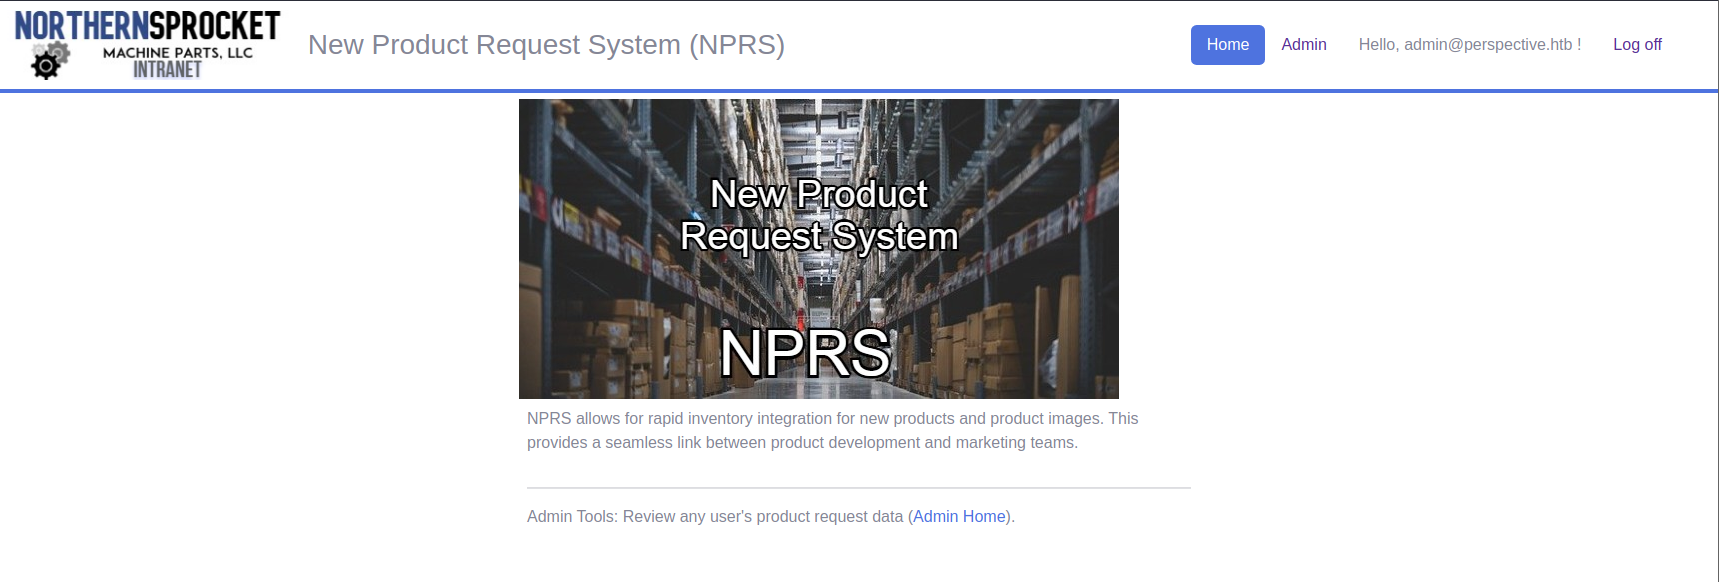 NORTHERNSPROCKET
MACHINE PARTS, LLC
INTRANET
New Product Request System (NPRS)
Home
Admin
Hello, admin@perspective.htb !
Log off
New Product
Request System
NPRS
NPRS allows for rapid inventory integration for new products and product images. This
provides a seamless link between product development and marketing teams.
Admin Tools: Review any user's product request data (Admin Home).